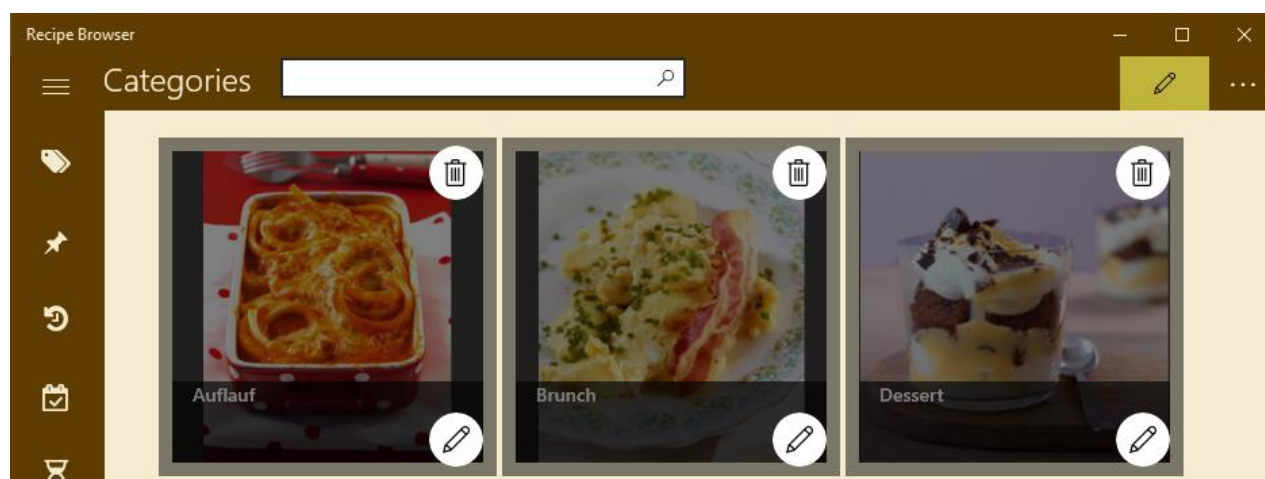 Recipe Browser
Categories
Auflauf
Brunch
Dessert